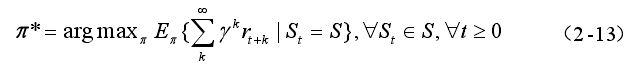 π* = arg max_π E_π{∑_k^∞ γ^k r_{t+k} | S_t = S}, ∀S_t ∈ S, ∀t ≥ 0 （2-13）